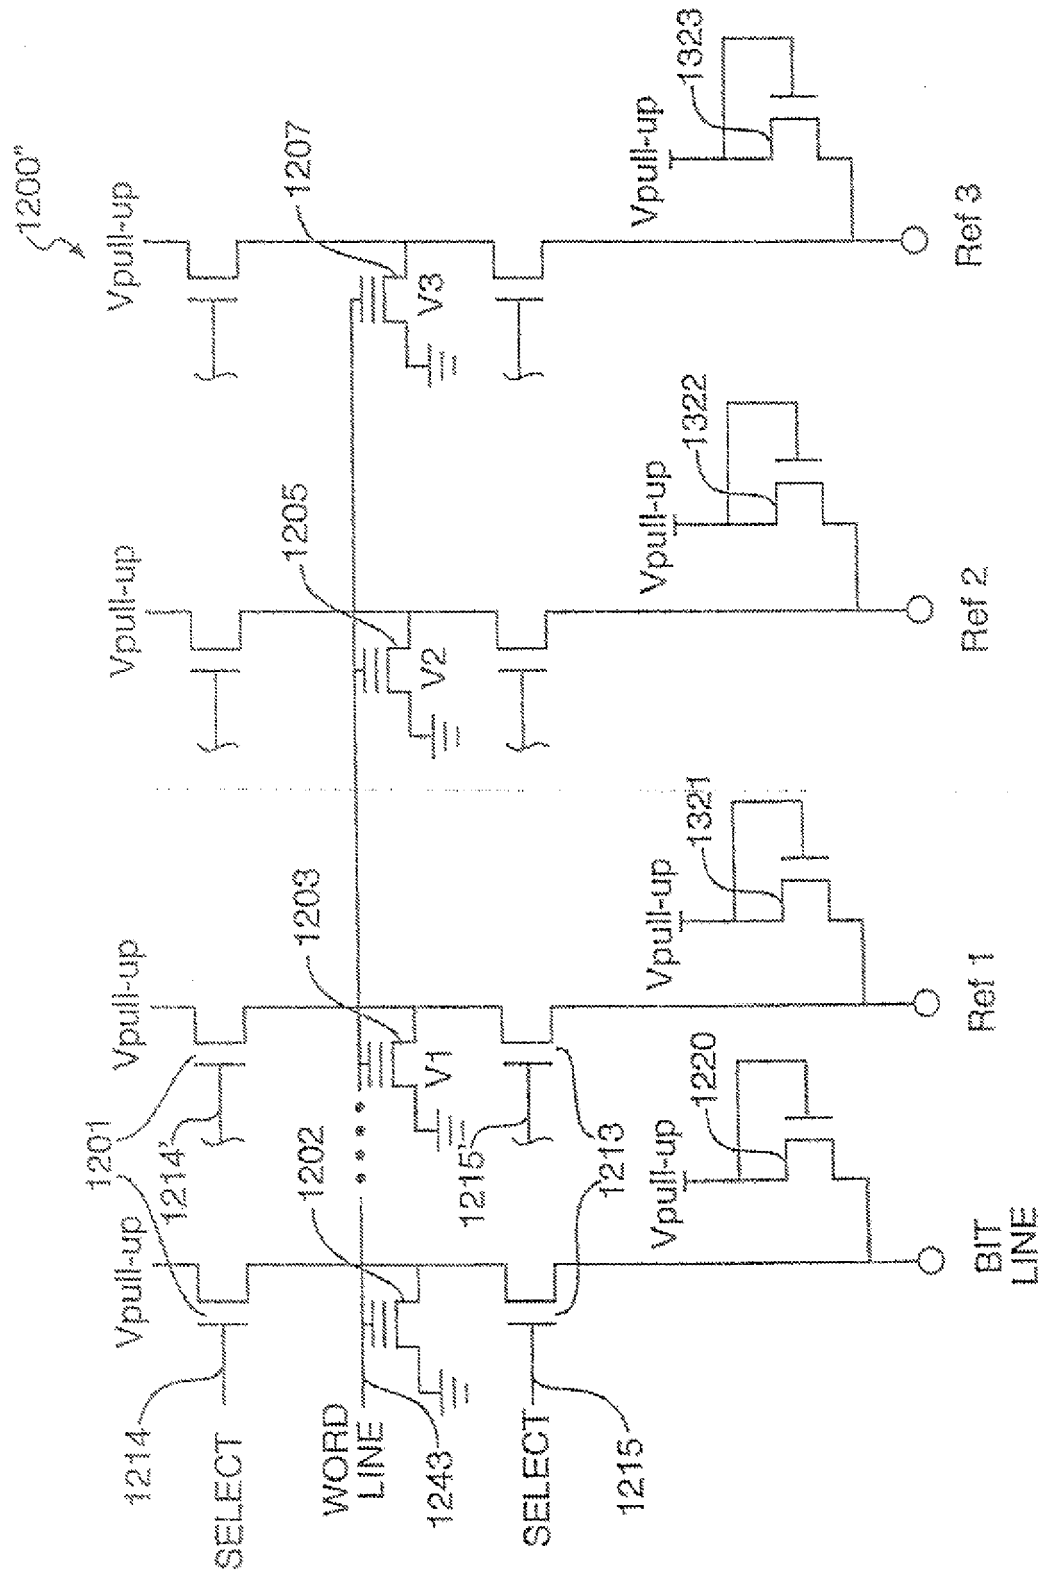 1200"
Vpull-up
Vpull-up
Vpull-up
Vpull-up
1201
1214
SELECT
1214'
WORD
LINE
1243
1202
1203
V1
1205
V2
1207
V3
SELECT
1215
1215'
1213
Vpull-up
1220
Vpull-up
1321
Vpull-up
1322
Vpull-up
1323
BIT
LINE
Ref 1
Ref 2
Ref 3